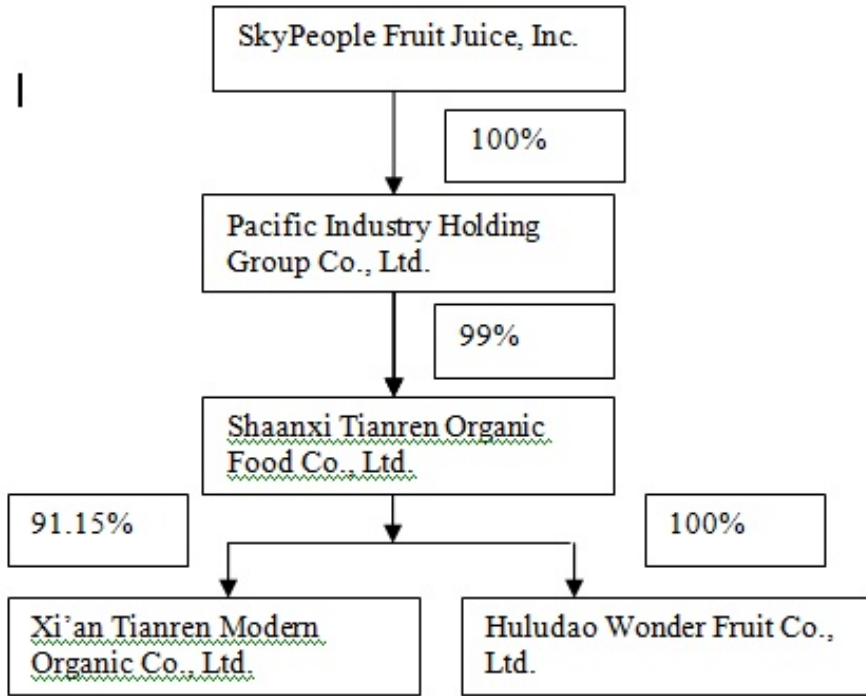 SkyPeople Fruit Juice, Inc.
100%
Pacific Industry Holding
Group Co., Ltd.
99%
Shaanxi Tianren Organic
Food Co., Ltd.
91.15%
100%
Xi’an Tianren Modern
Organic Co., Ltd.
Huludao Wonder Fruit Co.,
Ltd.